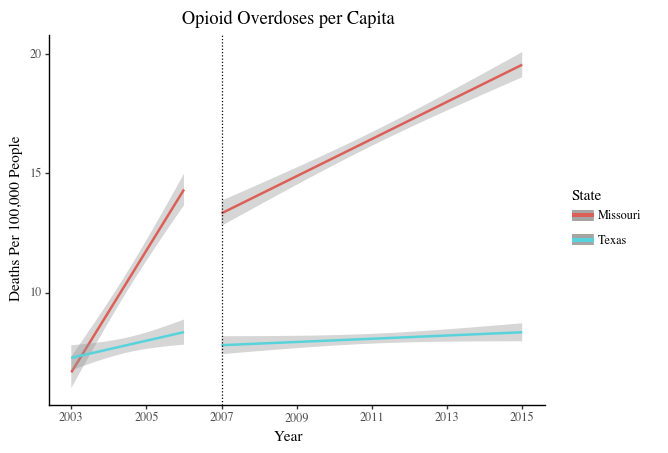 Opioid Overdoses per Capita
20
15
10
Deaths Per 100,000 People
2003 2005 2007 2009 2011 2013 2015
Year
State
Missouri
Texas